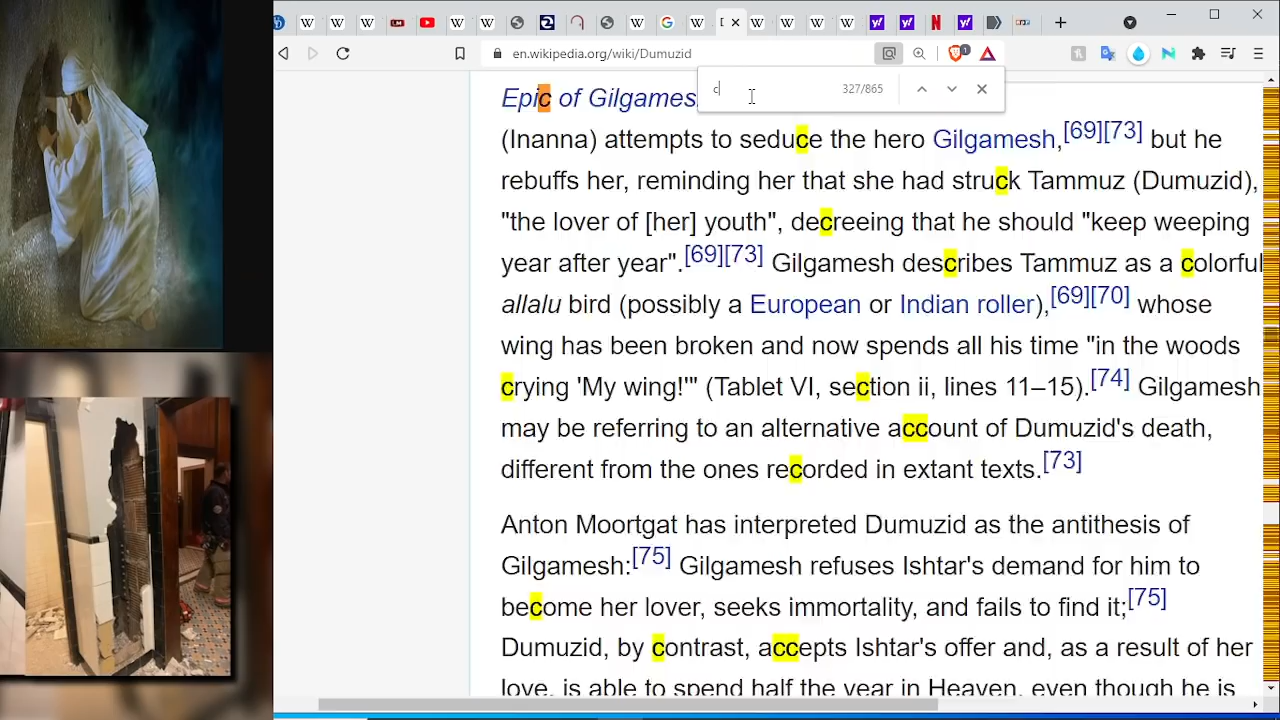 en.wikipedia.org/wiki/Dumuzid
1
c 327/865
Epic of Gilgames
(Inanna) attempts to seduce the hero Gilgamesh,[69][73] but he
rebuffs her, reminding her that she had struck Tammuz (Dumuzid),
"the lover of [her] youth", decreeing that he should "keep weeping
year after year".[69][73] Gilgamesh describes Tammuz as a colorful
allalu bird (possibly a European or Indian roller),[69][70] whose
wing has been broken and now spends all his time "in the woods
crying 'My wing!'" (Tablet VI, section ii, lines 11–15).[74] Gilgamesh
may be referring to an alternative account of Dumuzid's death,
different from the ones recorded in extant texts.[73]
Anton Moortgat has interpreted Dumuzid as the antithesis of
Gilgamesh:[75] Gilgamesh refuses Ishtar's demand for him to
become her lover, seeks immortality, and fails to find it;[75]
Dumuzid, by contrast, accepts Ishtar's offer and, as a result of her
love, is able to spend half the year in Heaven, even though he is